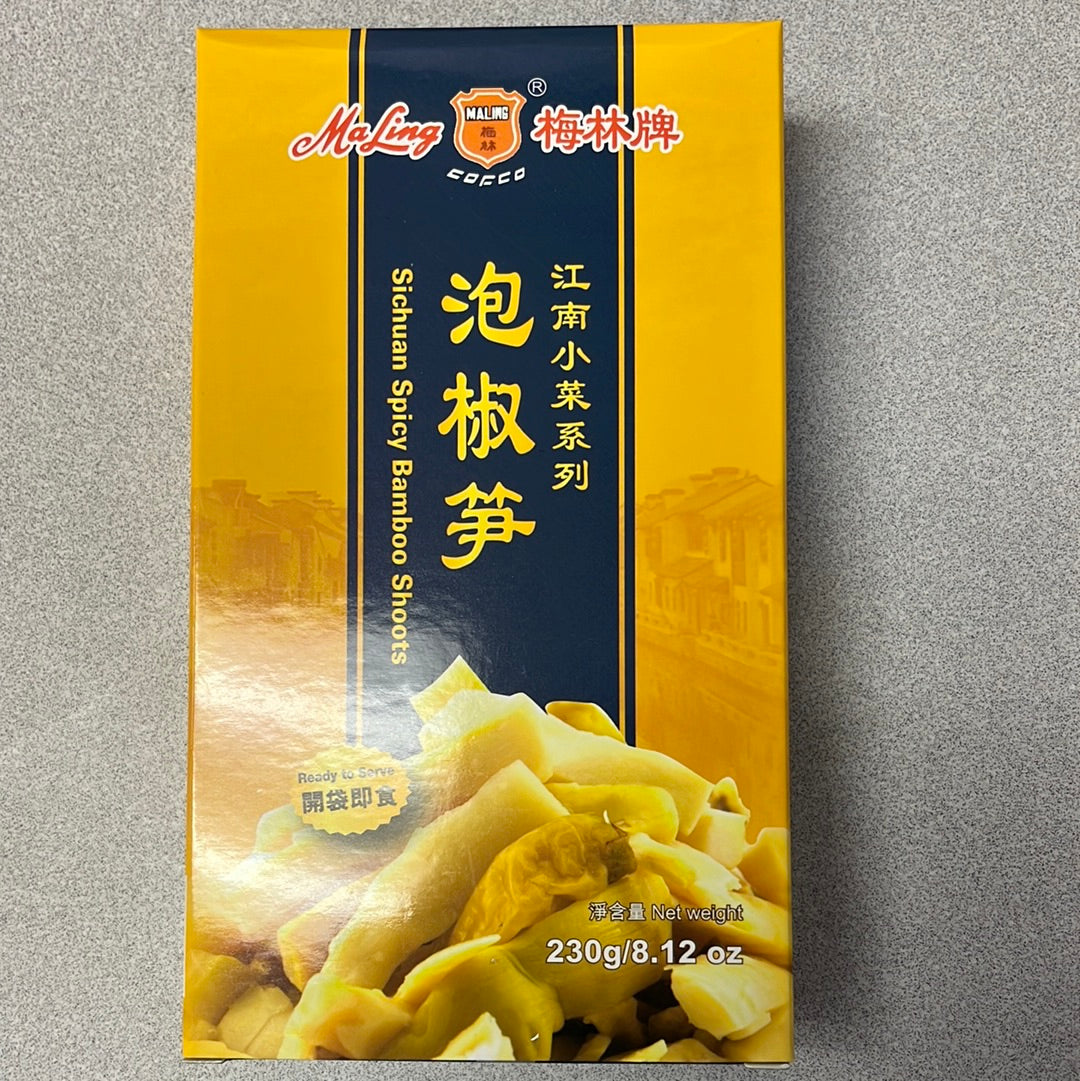 MaLing
MALING
梅
林
®
梅林牌
COFCO
江南小菜系列
泡椒笋
Sichuan Spicy Bamboo Shoots
Ready to Serve
開袋即食
淨含量 Net weight
230g/8.12 oz